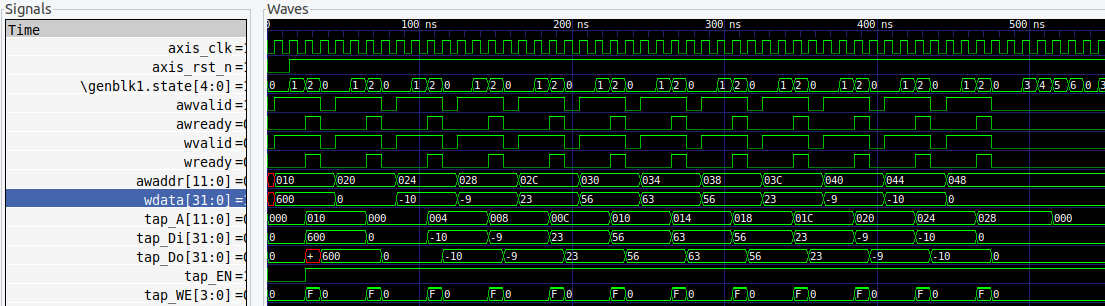 Signals
Waves
Time
0 100 ns 200 ns 300 ns 400 ns 500 ns
axis_clk =1
axis_rst_n =1
\genblk1.state[4:0] =1 0 1 2 0 1 2 0 1 2 0 1 2 0 1 2 0 1 2 0 1 2 0 1 2 0 1 2 0 1 2 0 1 2 0 1 2 0 3 4 5 6 0 3
awvalid =1
awready =0
wvalid =1
wready =0
awaddr[11:0] =0 010 020 024 028 02C 030 034 038 03C 040 044 048
wdata[31:0] =1 600 0 -10 -9 23 56 63 56 23 -9 -10 0
tap_A[11:0] =0 000 010 000 004 008 00C 010 014 018 01C 020 024 028 000
tap_Di[31:0] =0 0 600 0 -10 -9 23 56 63 56 23 -9 -10 0
tap_Do[31:0] =0 0 + 600 0 -10 -9 23 56 63 56 23 -9 -10 0
tap_EN =1
tap_WE[3:0] =0 0 F 0 F 0 F 0 F 0 F 0 F 0 F 0 F 0 F 0 F 0 F 0 F 0